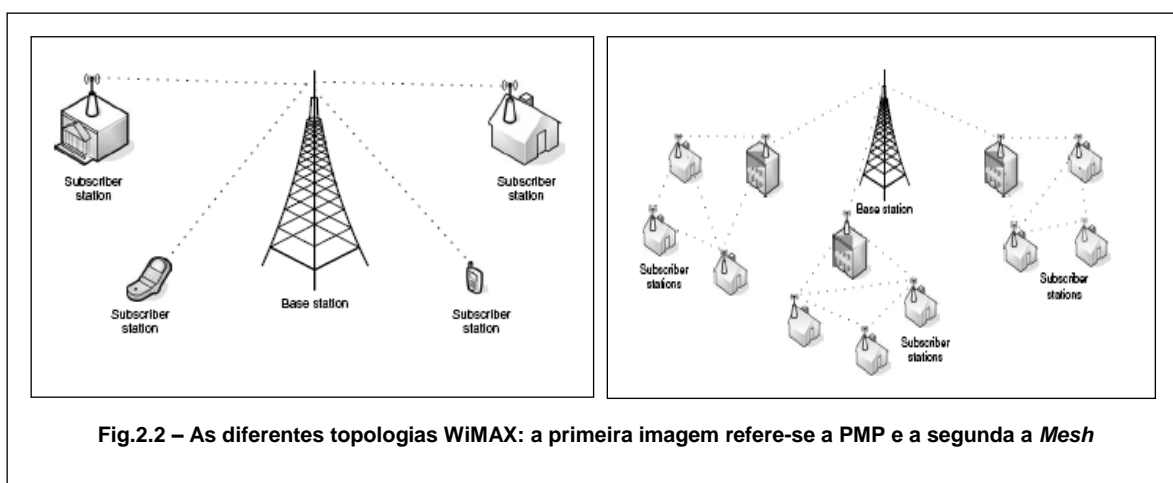 Subscriber
station
Subscriber
station
Subscriber
station
Base station
Subscriber
station
Base station
Subscriber
stations
Subscriber
stations
Subscriber
stations
Fig.2.2 – As diferentes topologias WiMAX: a primeira imagem refere-se a PMP e a segunda a Mesh